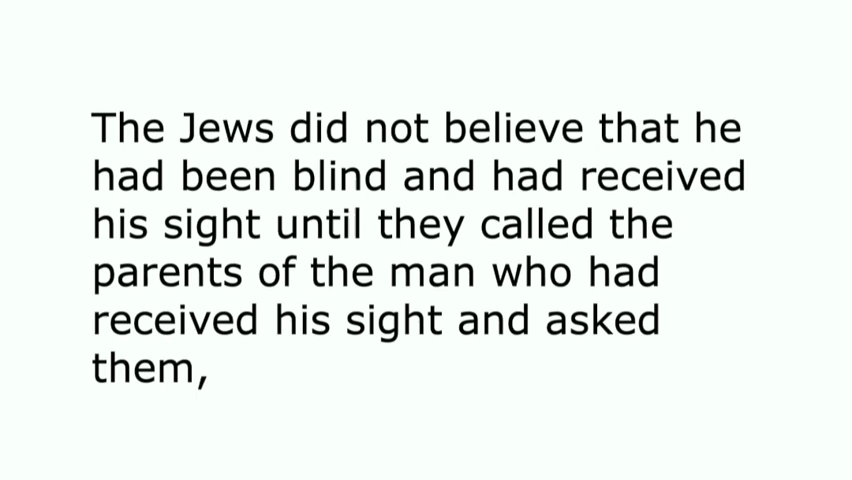 The Jews did not believe that he
had been blind and had received
his sight until they called the
parents of the man who had
received his sight and asked
them,